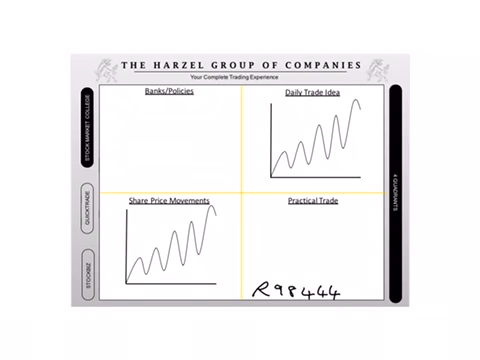 THE HARZEL GROUP OF COMPANIES
Your Complete Trading Experience
STOCK MARKET COLLEGE
QUICKTRADE
STOCKBIZ
Banks/Policies
Daily Trade Idea
Share Price Movements
Practical Trade
R98444
4 QUADRANTS